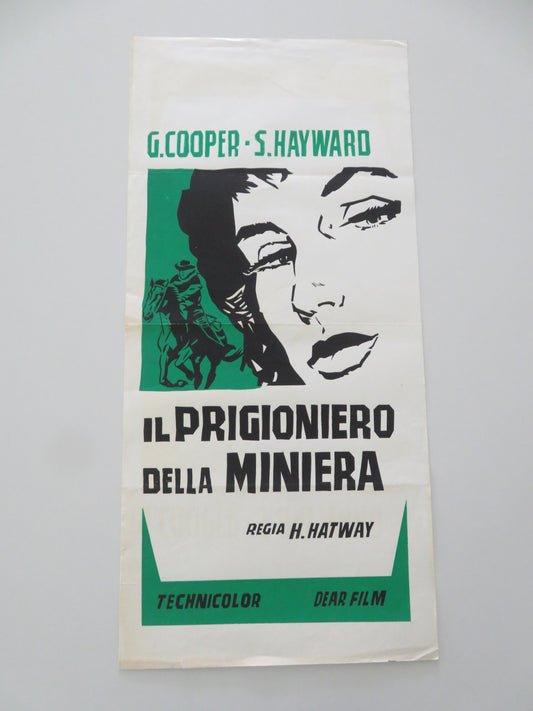 G.COOPER · S.HAYWARD
IL PRIGIONIERO
DELLA MINIERA
REGIA H. HATWAY
TECHNICOLOR DEAR FILM